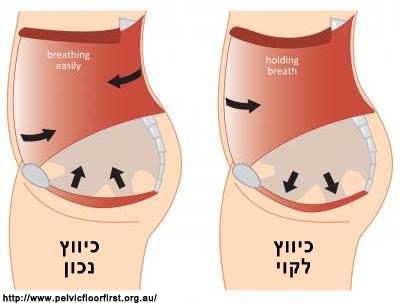 breathing
easily
holding
breath
כיווץ
נכון
כיווץ
לקוי
http://www.pelvicfloorfirst.org.au/